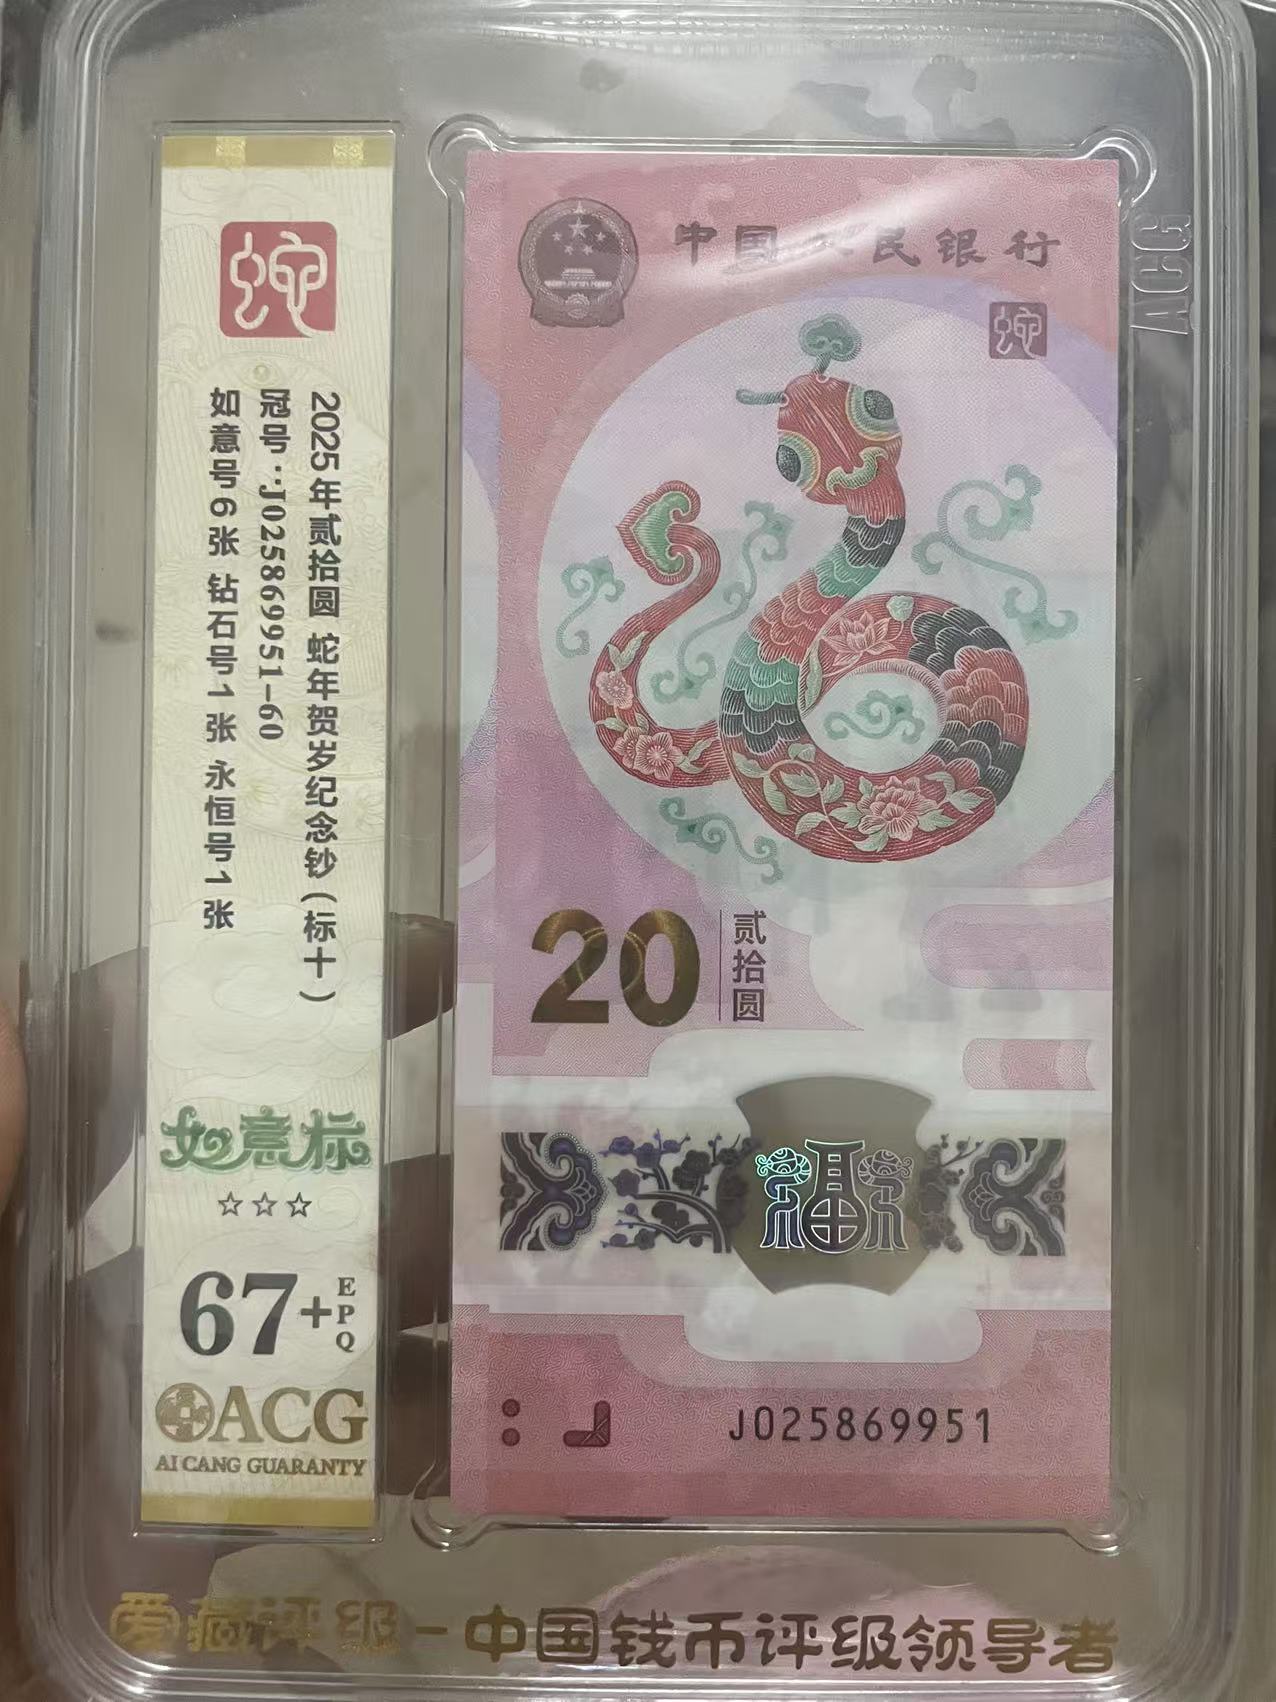 蛇
2025年贰拾圆 蛇年贺岁纪念钞(标十)
冠号:J025869951-60
如意号6张 钻石号1张 永恒号1张
如意标
☆☆☆
67+EPQ
ACG
AI CANG GUARANTY
中国人民银行
蛇
20
贰拾圆
福
J025869951
ACG
爱藏评级-中国钱币评级领导者